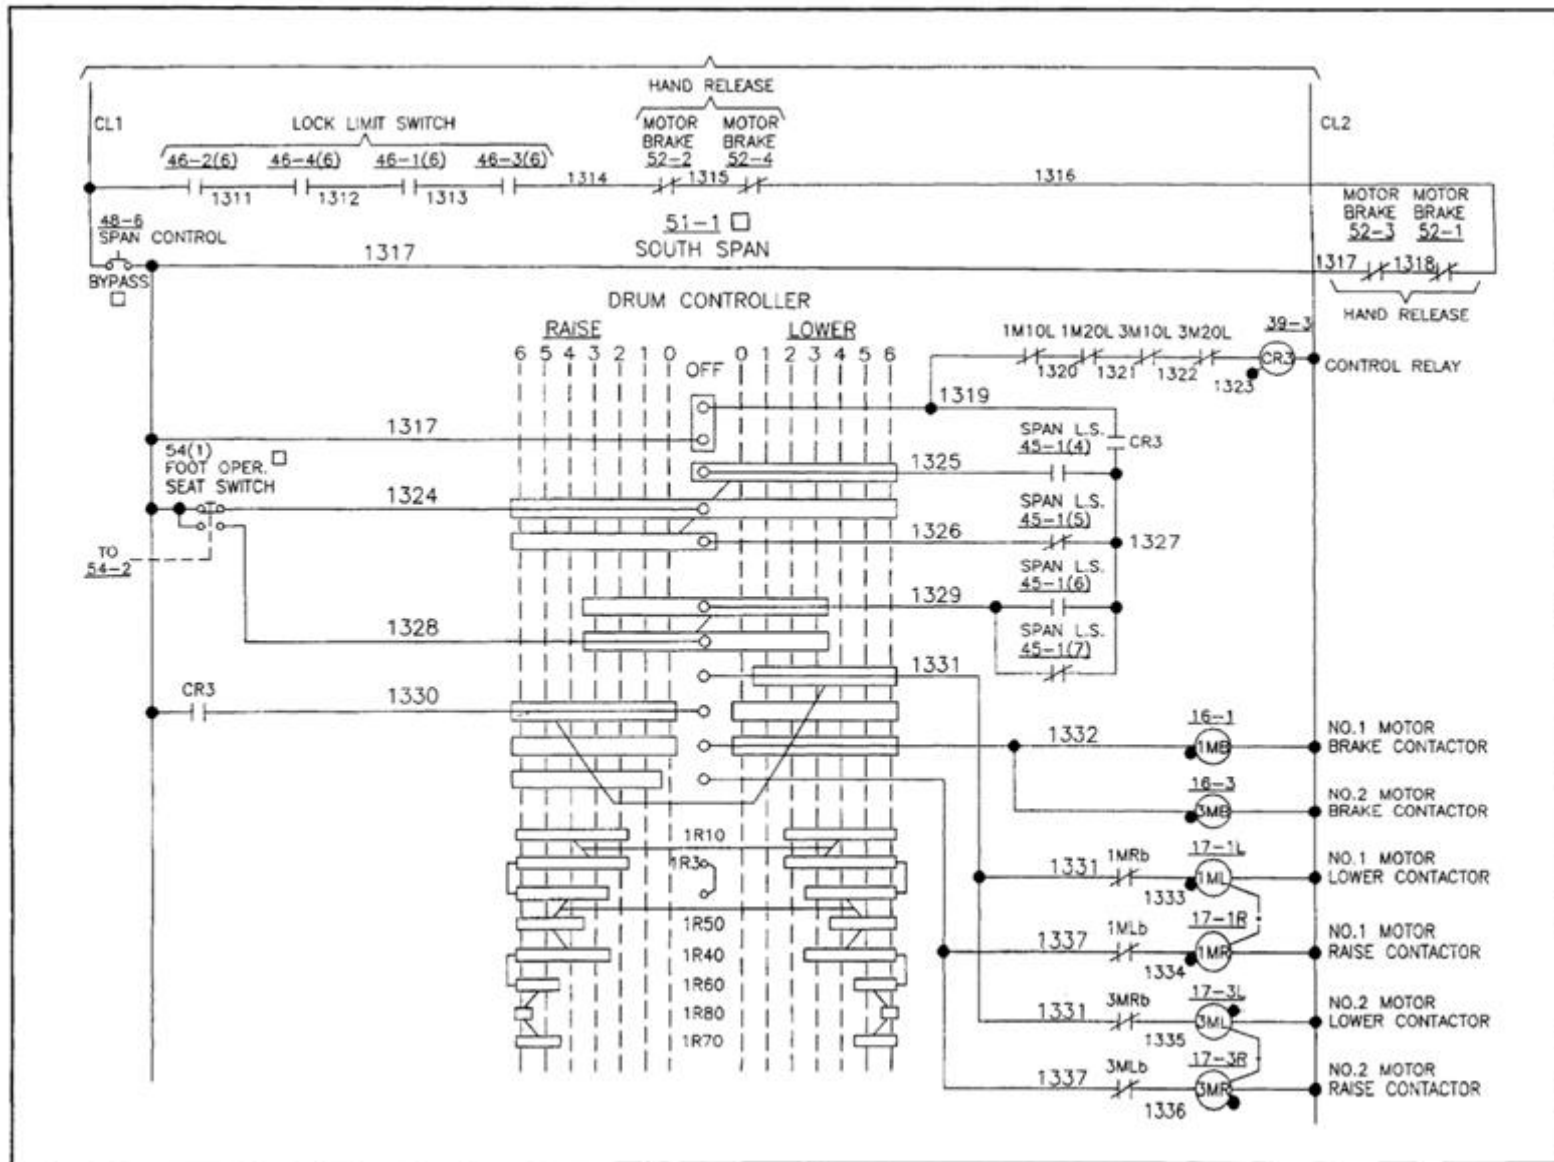 HAND RELEASE
CL1
LOCK LIMIT SWITCH
MOTOR BRAKE 52-2
MOTOR BRAKE 52-4
CL2
46-2(6) 46-4(6) 46-1(6) 46-3(6)
1311 1312 1313 1314 1315 1316
MOTOR BRAKE 52-3
MOTOR BRAKE 52-1
48-6
SPAN CONTROL
BYPASS
1317
51-1
SOUTH SPAN
1317 1318
HAND RELEASE
DRUM CONTROLLER
RAISE LOWER
6 5 4 3 2 1 0 OFF 0 1 2 3 4 5 6
1M10L 1M20L 3M10L 3M20L
39-3
CR3
1320 1321 1322 1323
CONTROL RELAY
1319
1317
CR3
54(1)
FOOT OPER.
SEAT SWITCH
SPAN L.S.
45-1(4)
1325
1324
SPAN L.S.
45-1(5)
1326
1327
TO
54-2
SPAN L.S.
45-1(6)
1329
1328
SPAN L.S.
45-1(7)
1331
CR3
1330
1332
16-1
1MB
NO.1 MOTOR
BRAKE CONTACTOR
16-3
3MB
NO.2 MOTOR
BRAKE CONTACTOR
1R10
1R3
1R50
1R40
1R60
1R80
1R70
1331
1MRb
1333
17-1L
1ML
NO.1 MOTOR
LOWER CONTACTOR
1337
1MLb
1334
17-1R
1MR
NO.1 MOTOR
RAISE CONTACTOR
1331
3MRb
1335
17-3L
3ML
NO.2 MOTOR
LOWER CONTACTOR
1337
3MLb
1336
17-3R
3MR
NO.2 MOTOR
RAISE CONTACTOR